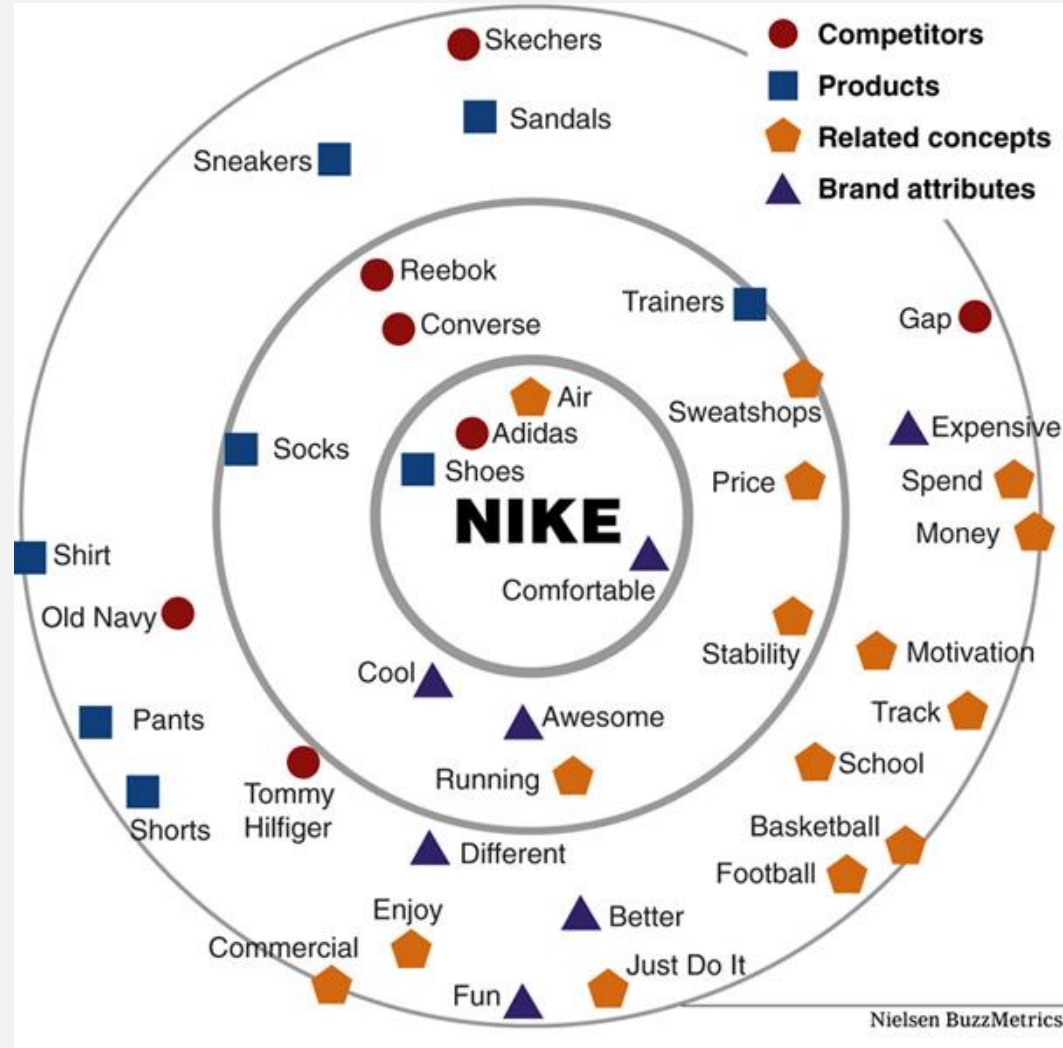 Skechers
Competitors
Products
Sandals
Related concepts
Sneakers
Brand attributes
Reebok
Trainers
Converse
Gap
Air
Sweatshops
Adidas
Expensive
Socks
Shoes
Price
Spend
NIKE
Money
Shirt
Comfortable
Old Navy
Stability
Motivation
Cool
Track
Pants
Awesome
School
Running
Tommy
Hilfiger
Shorts
Basketball
Different
Football
Enjoy
Better
Commercial
Just Do It
Fun
Nielsen BuzzMetrics